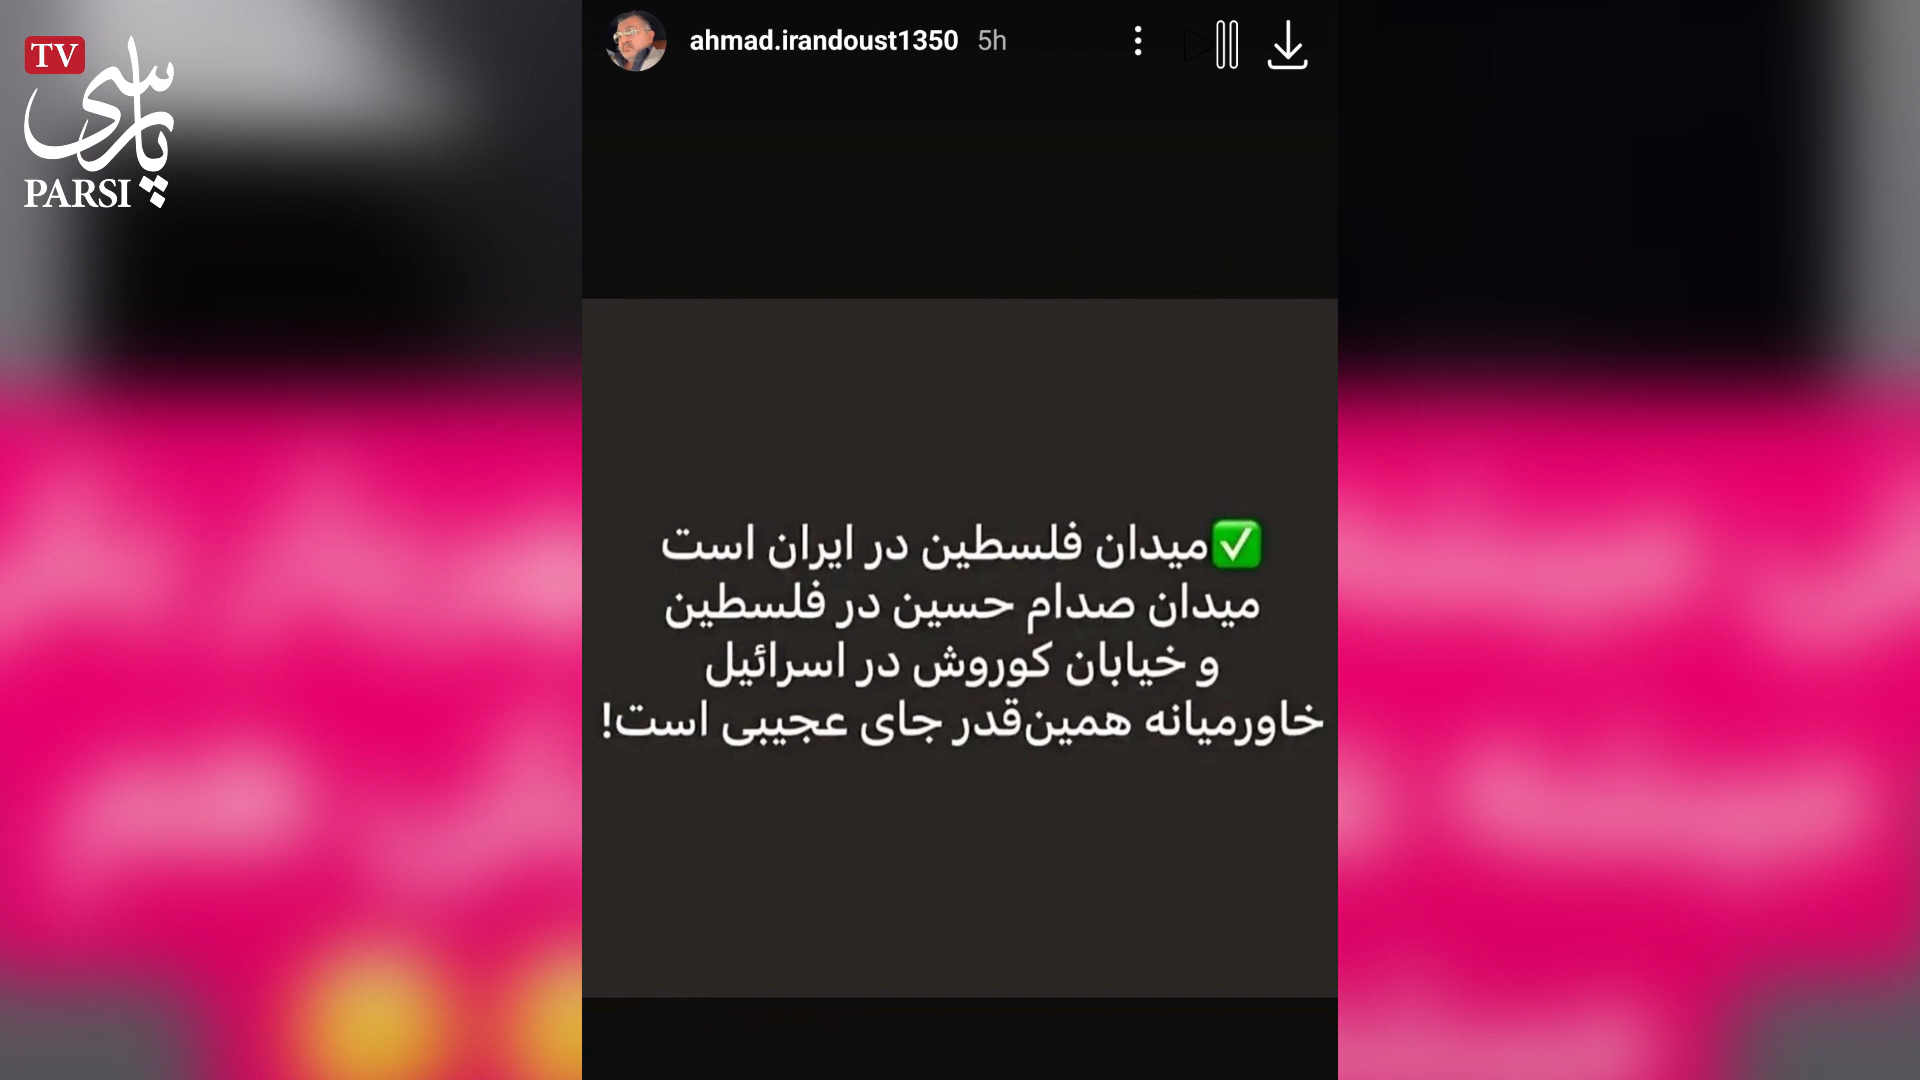 TV
پارسی
PARSI
ahmad.irandoust1350 5h
✅میدان فلسطین در ایران است
میدان صدام حسین در فلسطین
و خیابان کوروش در اسرائیل
خاورمیانه همین‌قدر جای عجیبی است!